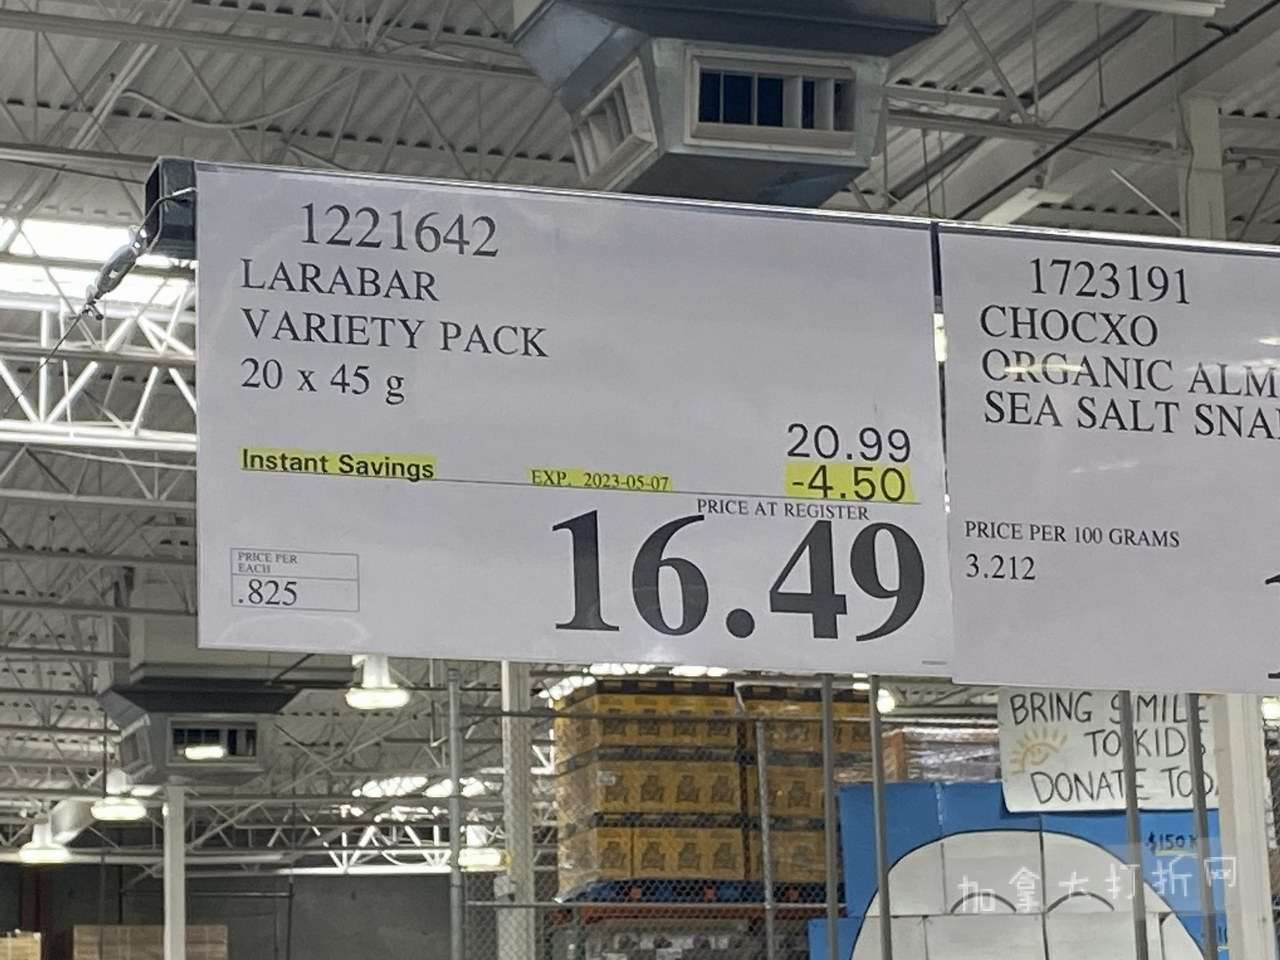 1221642
LARABAR
VARIETY PACK
20 x 45 g
20.99
Instant Savings EXP. 2023-05-07 -4.50
PRICE AT REGISTER
16.49
PRICE PER
EACH
.825
1723191
CHOCXO
ORGANIC ALM
SEA SALT SNA
PRICE PER 100 GRAMS
3.212
BRING SMILE
TO KIDS
DONATE TOD
$150K
加拿大打折网